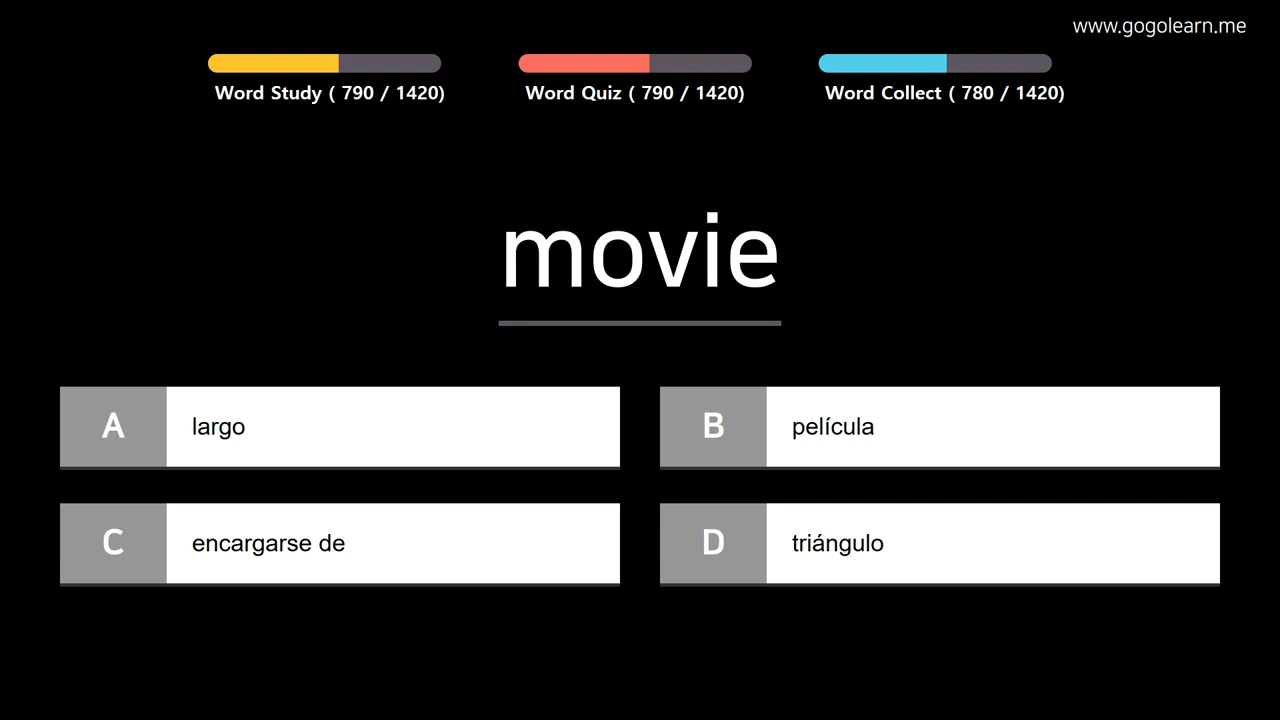 www.gogolearn.me
Word Study ( 790 / 1420)
Word Quiz ( 790 / 1420)
Word Collect ( 780 / 1420)
movie
A
largo
B
película
C
encargarse de
D
triángulo